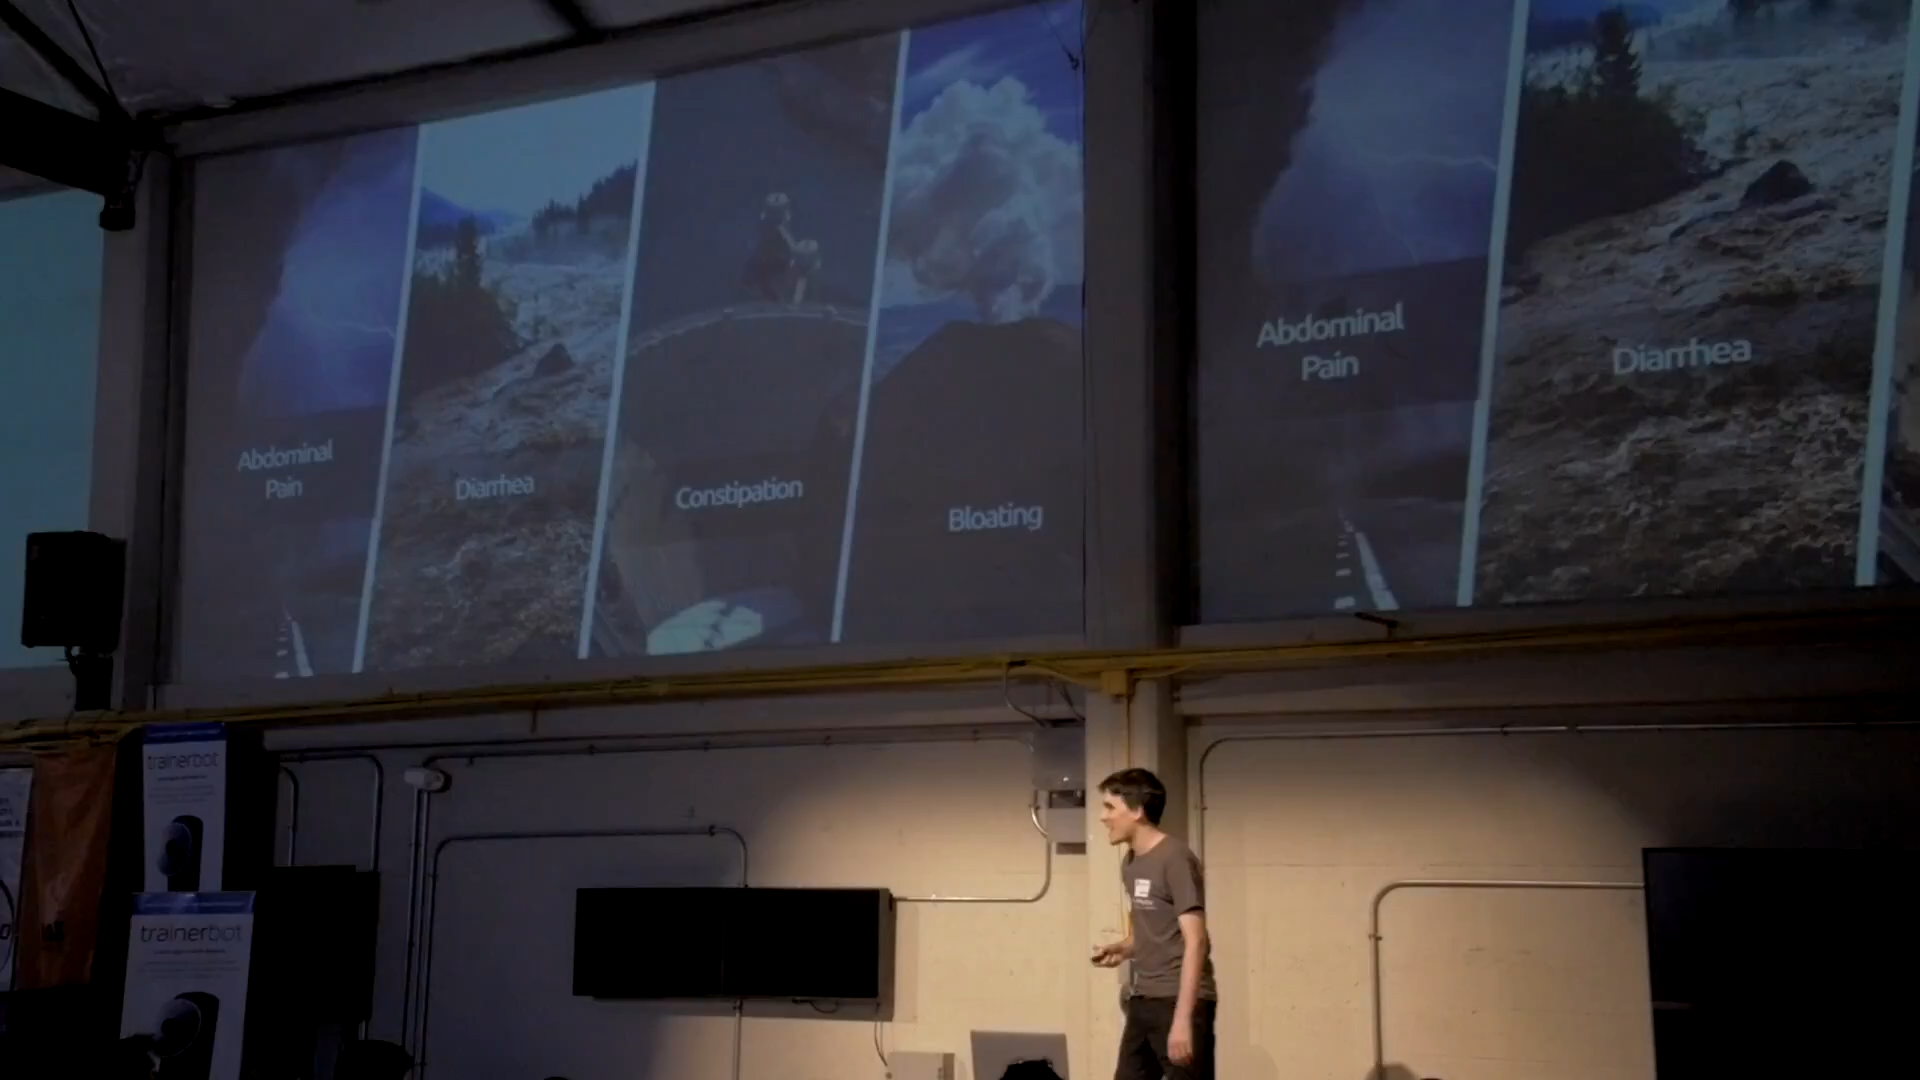 Abdominal
Pain
Diarrhea
Constipation
Bloating
Abdominal
Pain
Diarrhea
trainerbot
trainerbot